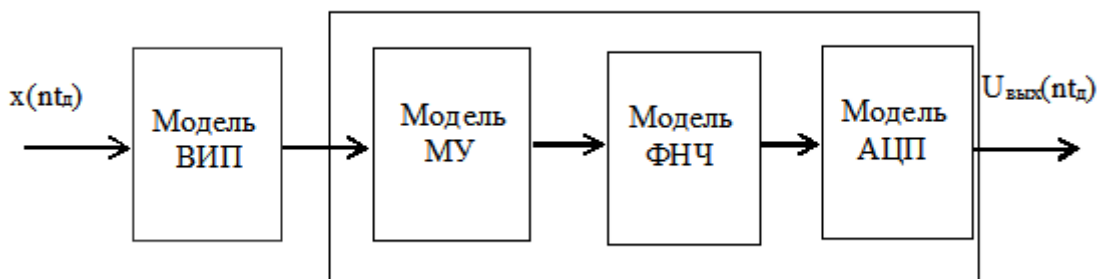 x(ntд)
Модель
ВИП
Модель
МУ
Модель
ФНЧ
Модель
АЦП
Uвых(ntд)